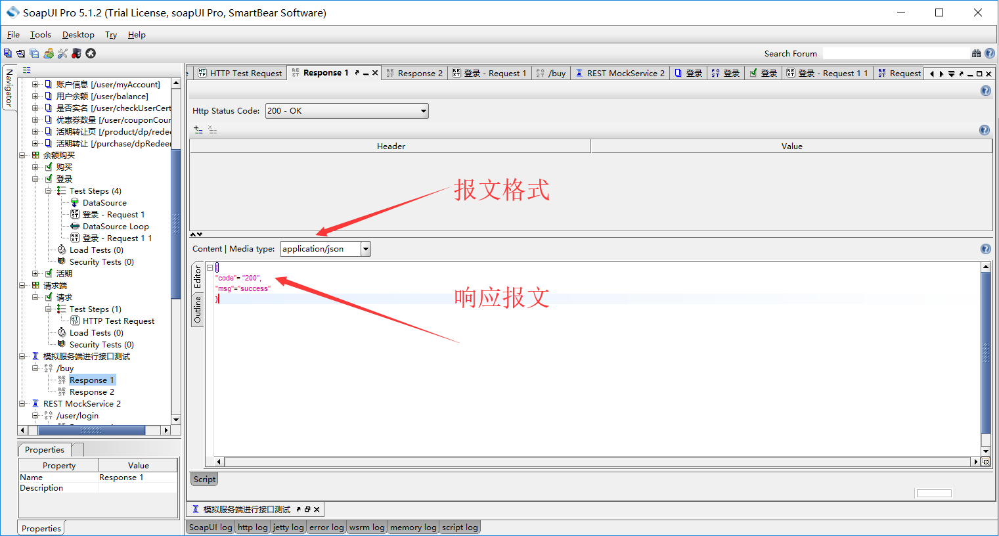 SoapUI Pro 5.1.2 (Trial License, soapUI Pro, SmartBear Software)
File Tools Desktop Try Help
Search Forum
Navigator
账户信息 [/user/myAccount]
用户余额 [/user/balance]
是否实名 [/user/checkUserCert
优惠券数量 [/user/couponCour
活期转让页 [/product/dp/redee
活期转让 [/purchase/dpRedeer
余额购买
购买
登录
Test Steps (4)
DataSource
登录 - Request 1
DataSource Loop
登录 - Request 1 1
Load Tests (0)
Security Tests (0)
活期
请求端
请求
Test Steps (1)
HTTP Test Request
Load Tests (0)
Security Tests (0)
模拟服务端进行接口测试
/buy
Response 1
Response 2
REST MockService 2
/user/login
Properties
Property Value
Name Response 1
Description
Properties
HTTP Test Request Response 1 Response 2 登录 - Request 1 /buy REST MockService 2 登录 登录 登录 登录 - Request 1 1 Request
Http Status Code: 200 - OK
Header Value
报文格式
Content | Media type: application/json
Editor
Outline
{
"code"= "200",
"msg"="success"
}
响应报文
Script
模拟服务端进行接口测试
SoapUI log http log jetty log error log wsrm log memory log script log